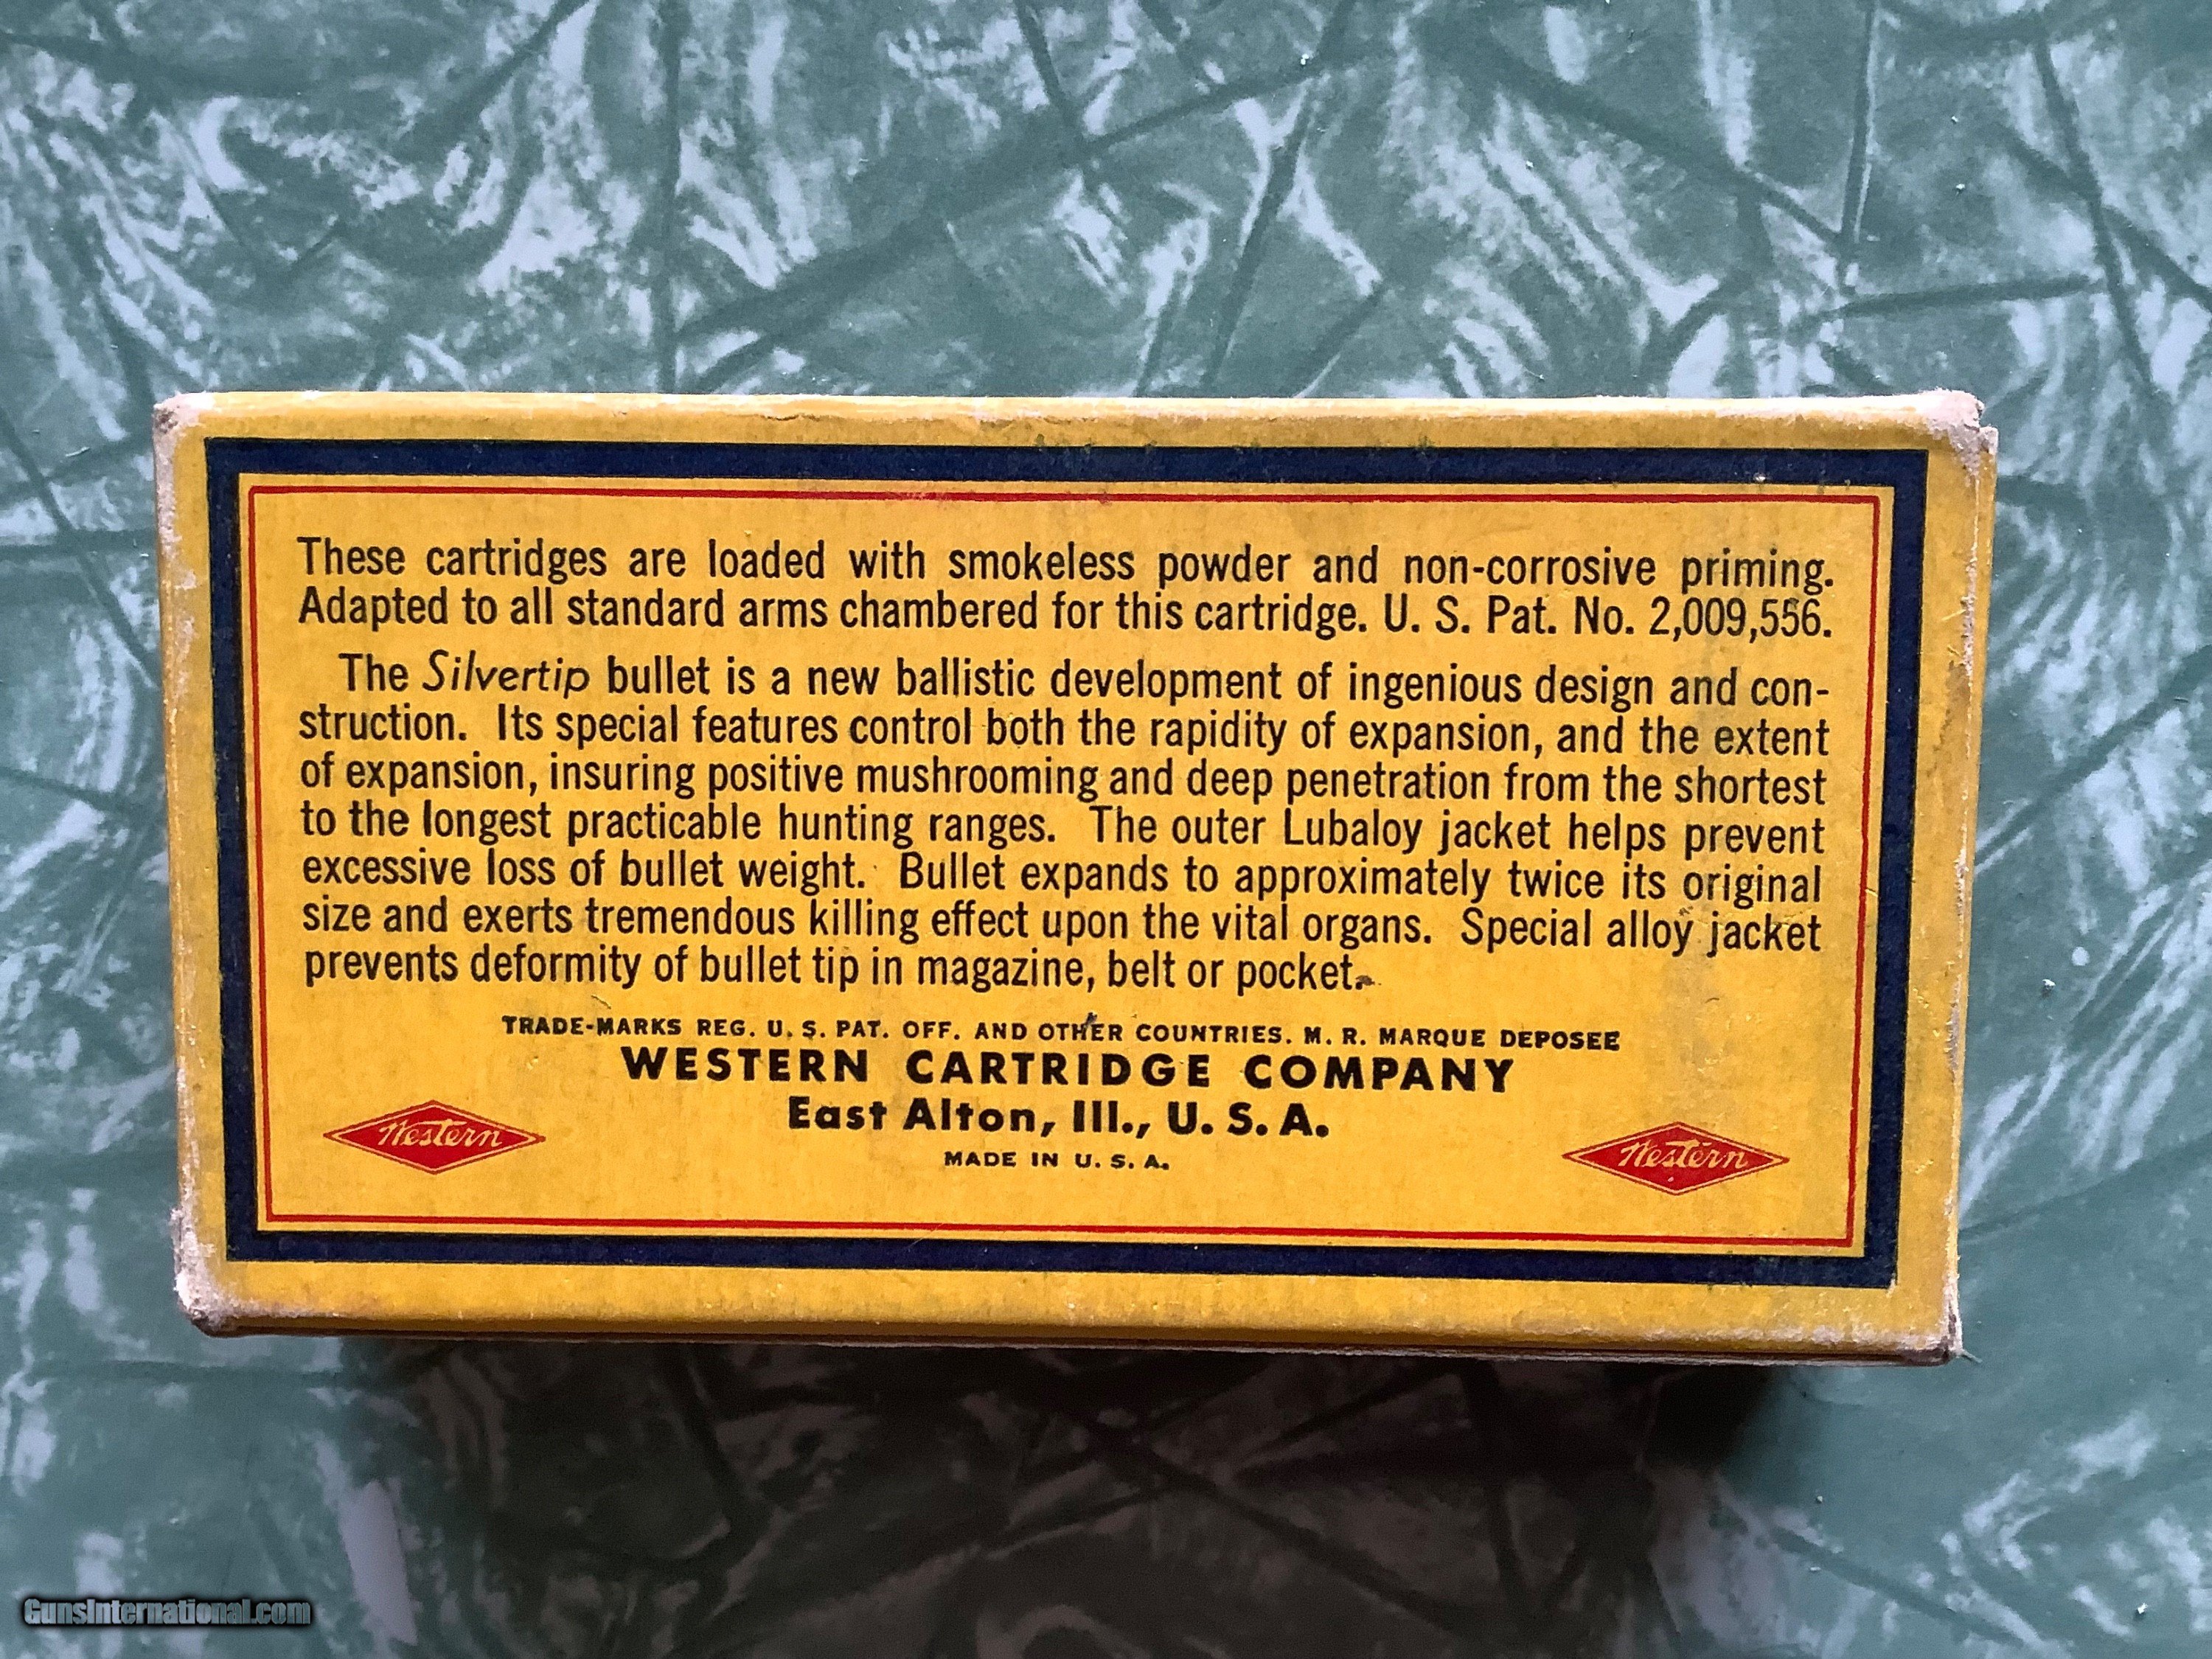 These cartridges are loaded with smokeless powder and non-corrosive priming.
Adapted to all standard arms chambered for this cartridge. U. S. Pat. No. 2,009,556.
The Silvertip bullet is a new ballistic development of ingenious design and con-
struction. Its special features control both the rapidity of expansion, and the extent
of expansion, insuring positive mushrooming and deep penetration from the shortest
to the longest practicable hunting ranges. The outer Lubaloy jacket helps prevent
excessive loss of bullet weight. Bullet expands to approximately twice its original
size and exerts tremendous killing effect upon the vital organs. Special alloy jacket
prevents deformity of bullet tip in magazine, belt or pocket.
TRADE-MARKS REG. U. S. PAT. OFF. AND OTHER COUNTRIES. M. R. MARQUE DEPOSEE
WESTERN CARTRIDGE COMPANY
East Alton, Ill., U. S. A.
MADE IN U. S. A.
Western
Western
GunsInternational.com